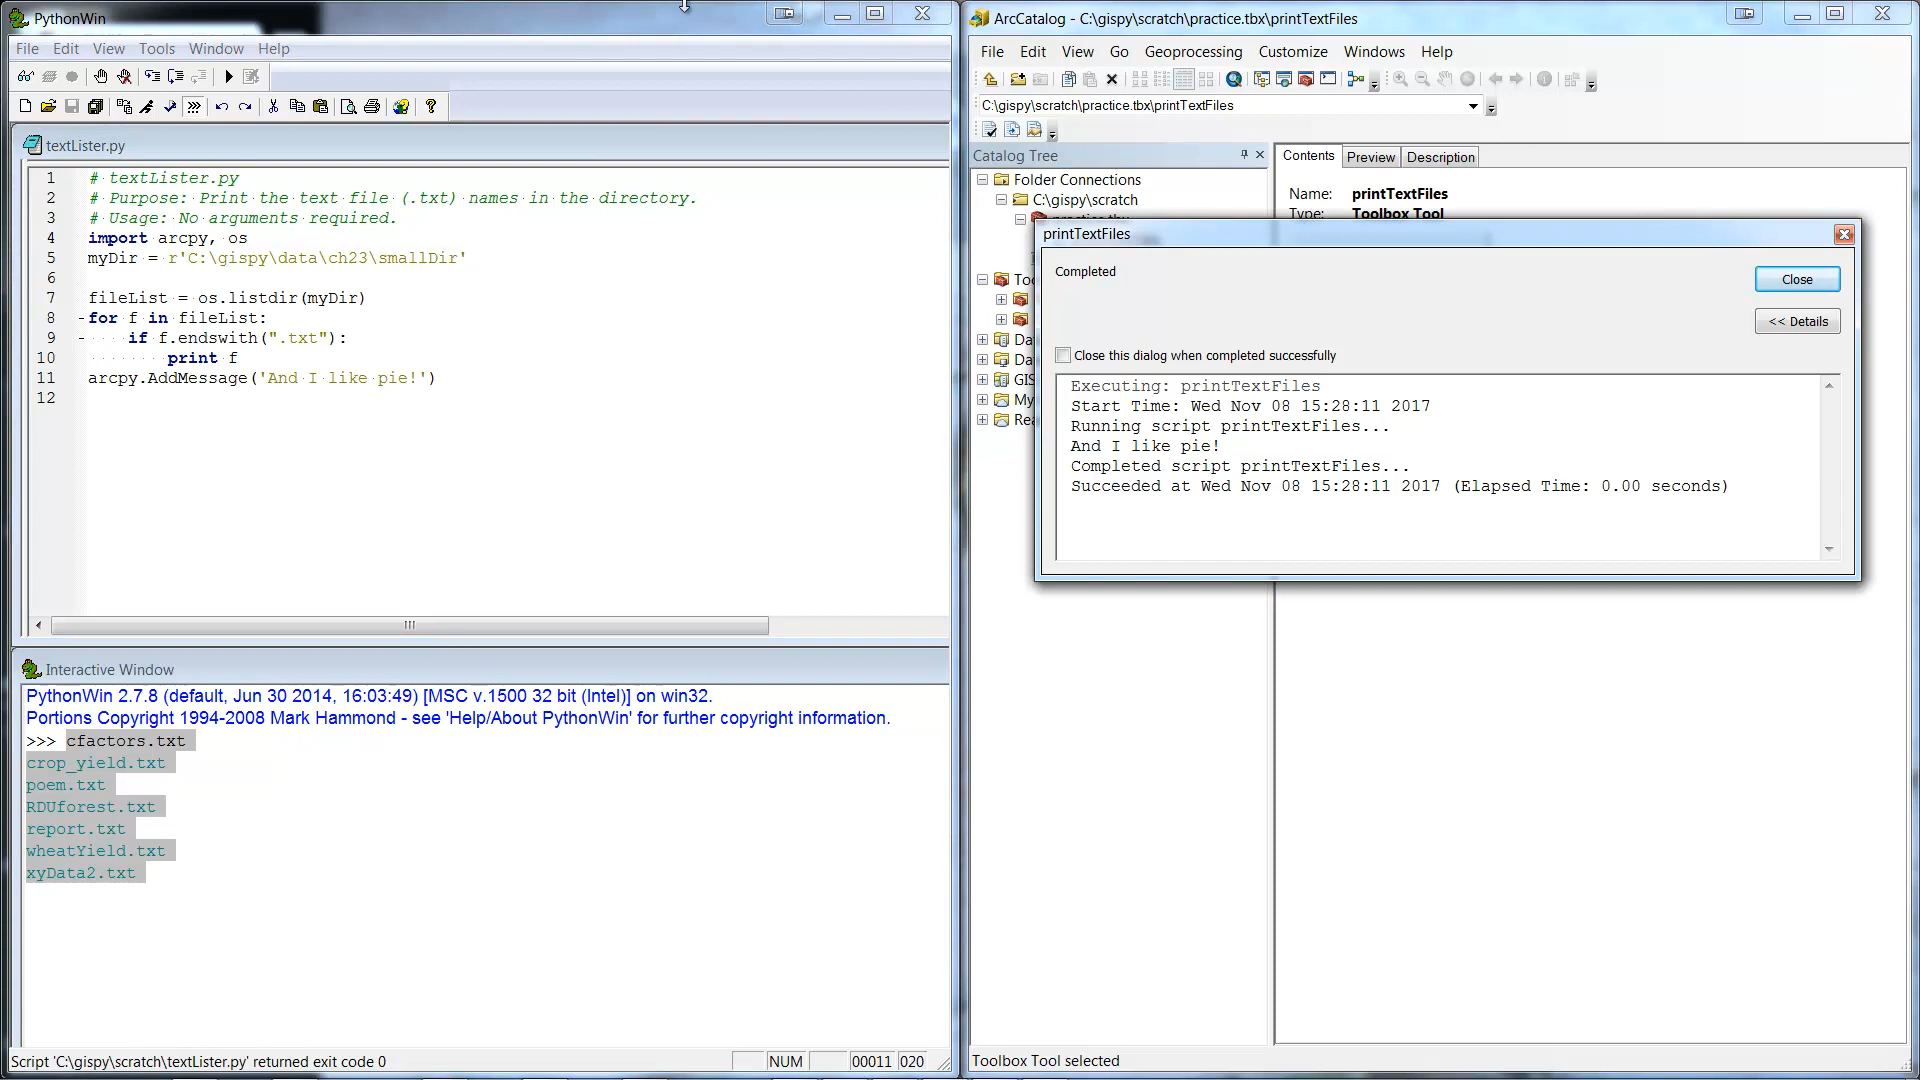 PythonWin
File Edit View Tools Window Help
textLister.py
1 # textLister.py
2 # Purpose: Print the text file (.txt) names in the directory.
3 # Usage: No arguments required.
4 import arcpy, os
5 myDir = r'C:\gispy\data\ch23\smallDir'
6
7 fileList = os.listdir(myDir)
8 for f in fileList:
9 if f.endswith(".txt"):
10 print f
11 arcpy.AddMessage('And I like pie!')
12
Interactive Window
PythonWin 2.7.8 (default, Jun 30 2014, 16:03:49) [MSC v.1500 32 bit (Intel)] on win32.
Portions Copyright 1994-2008 Mark Hammond - see 'Help/About PythonWin' for further copyright information.
>>> cfactors.txt
crop_yield.txt
poem.txt
RDUforest.txt
report.txt
wheatYield.txt
xyData2.txt
Script 'C:\gispy\scratch\textLister.py' returned exit code 0
NUM 00011 020
ArcCatalog - C:\gispy\scratch\practice.tbx\printTextFiles
File Edit View Go Geoprocessing Customize Windows Help
C:\gispy\scratch\practice.tbx\printTextFiles
Catalog Tree
Folder Connections
C:\gispy\scratch
Too
Da
Da
GIS
My
Rea
Contents Preview Description
Name: printTextFiles
Type: Toolbox Tool
printTextFiles
Completed
Close
<< Details
Close this dialog when completed successfully
Executing: printTextFiles
Start Time: Wed Nov 08 15:28:11 2017
Running script printTextFiles...
And I like pie!
Completed script printTextFiles...
Succeeded at Wed Nov 08 15:28:11 2017 (Elapsed Time: 0.00 seconds)
Toolbox Tool selected